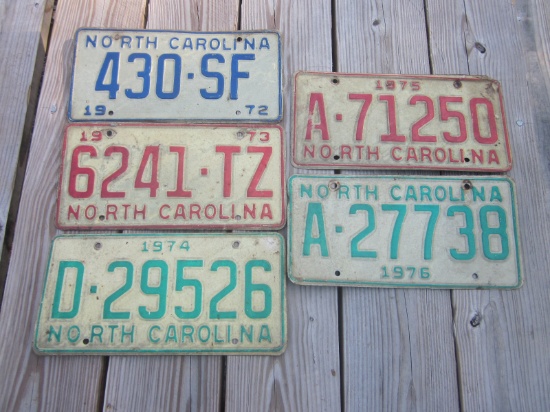 NORTH CAROLINA
430-SF
19 72
19 73
6241-TZ
NORTH CAROLINA
1974
D-29526
NORTH CAROLINA
1975
A-71250
NORTH CAROLINA
NORTH CAROLINA
A-27738
1976